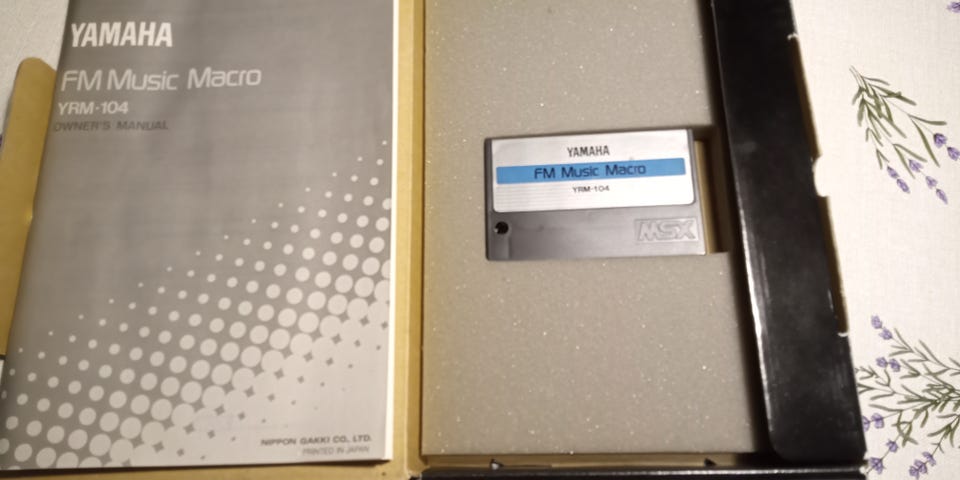 YAMAHA
FM Music Macro
YRM-104
OWNER'S MANUAL
NIPPON GAKKI CO., LTD.
PRINTED IN JAPAN
YAMAHA
FM Music Macro
YRM-104
MSX